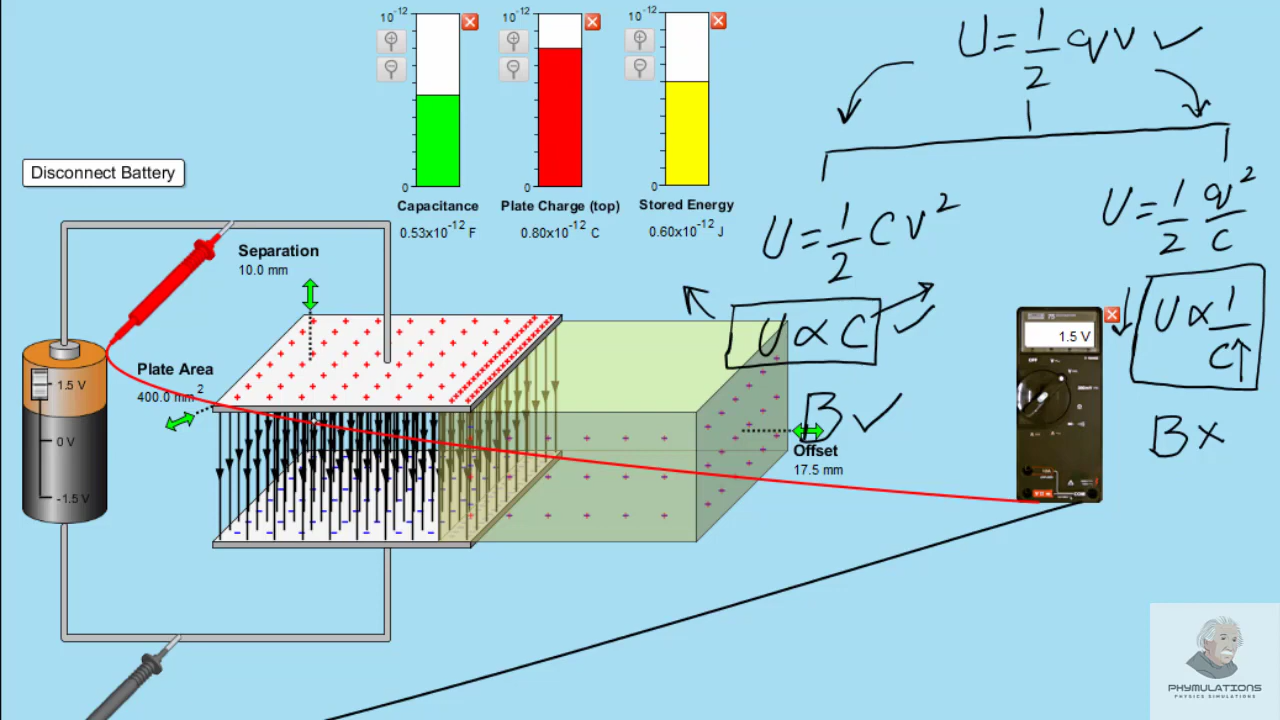 10^-12
10^-12
10^-12
0
0
0
Capacitance
Plate Charge (top)
Stored Energy
0.53x10^-12 F
0.80x10^-12 C
0.60x10^-12 J
U=1/2 qv ✓
U=1/2 Cv^2
U=1/2 q^2/C
U∝C
U∝1/C↑
B✓
B×
Disconnect Battery
Separation
10.0 mm
Plate Area
400.0 mm^2
1.5 V
0 V
-1.5 V
Offset
17.5 mm
1.5 V
PHYMULATIONS
PHYSICS SIMULATIONS